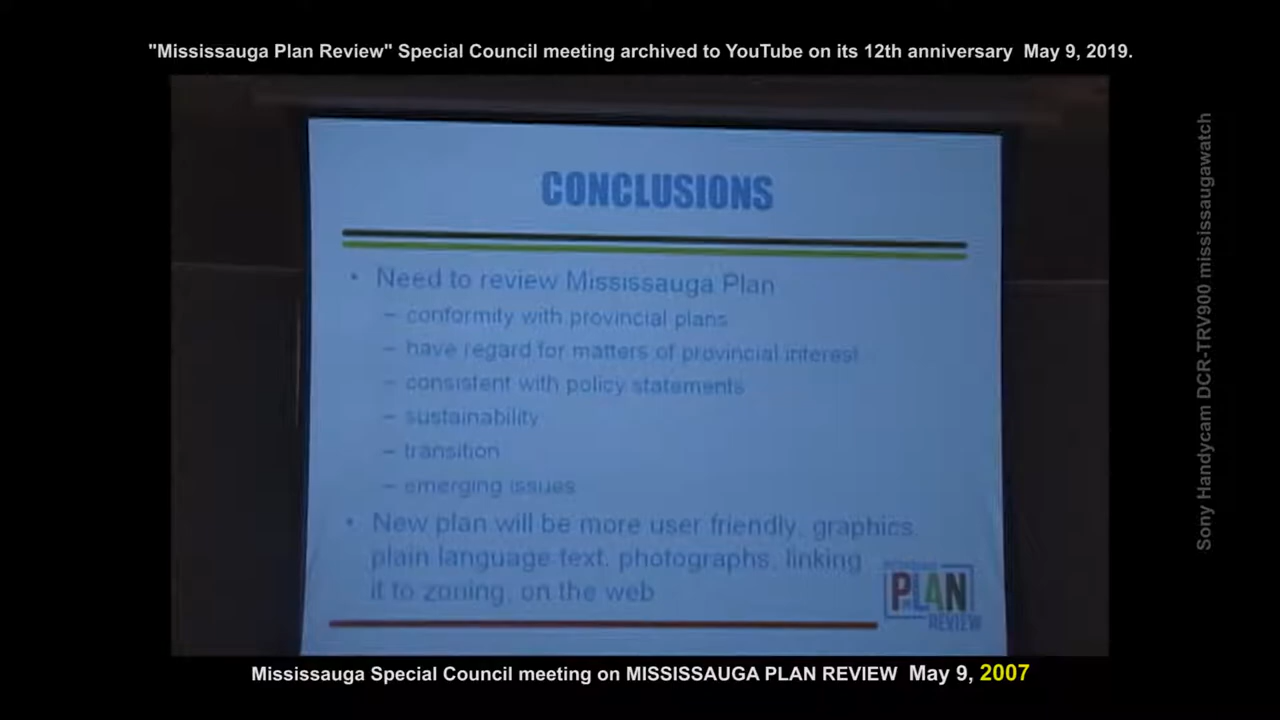 "Mississauga Plan Review" Special Council meeting archived to YouTube on its 12th anniversary  May 9, 2019.
CONCLUSIONS
• Need to review Mississauga Plan
– conformity with provincial plans
– have regard for matters of provincial interest
– consistent with policy statements
– sustainability
– transition
– emerging issues
• New plan will be more user friendly, graphics,
plain language text, photographs, linking
it to zoning, on the web
PLAN
REVIEW
Mississauga Special Council meeting on MISSISSAUGA PLAN REVIEW  May 9, 2007
Sony Handycam DCR-TRV900 mississaugawatch